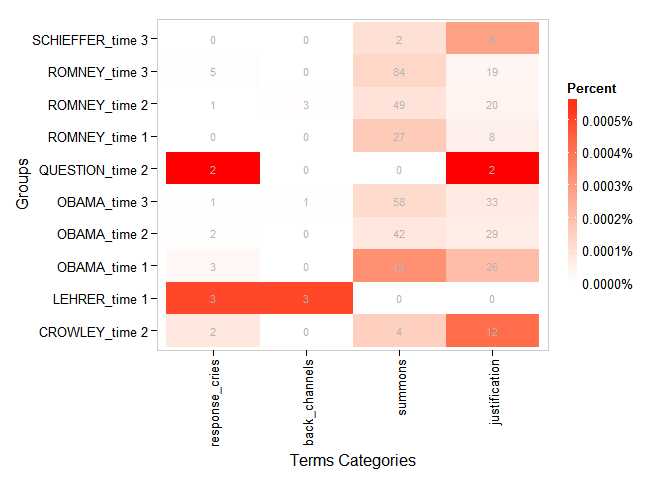 SCHIEFFER_time 3 0 0 2 6
ROMNEY_time 3 5 0 84 19
ROMNEY_time 2 1 3 49 20
ROMNEY_time 1 0 0 27 8
QUESTION_time 2 2 0 0 2
OBAMA_time 3 1 1 58 33
OBAMA_time 2 2 0 42 29
OBAMA_time 1 3 0 26
LEHRER_time 1 3 3 0 0
CROWLEY_time 2 2 0 4 12
Groups
response_cries
back_channels
summons
justification
Terms Categories
Percent
0.0005%
0.0004%
0.0003%
0.0002%
0.0001%
0.0000%